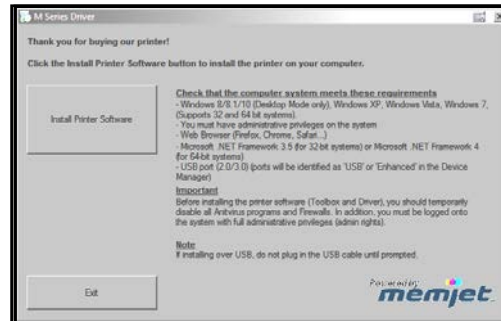 M Series Driver
Thank you for buying our printer!
Click the Install Printer Software button to install the printer on your computer.
Install Printer Software
Check that the computer system meets these requirements
- Windows 8/8.1/10 (Desktop Mode only), Windows XP, Windows Vista, Windows 7,
(Supports 32 and 64 bit systems).
- You must have administrative privileges on the system
- Web Browser (Firefox, Chrome, Safari...)
- Microsoft .NET Framework 3.5 (for 32-bit systems) or Microsoft .NET Framework 4
(for 64-bit systems)
- USB port (2.0/3.0) (ports will be identified as 'USB' or 'Enhanced' in the Device
Manager)
Important
Before installing the printer software (Toolbox and Driver), you should temporarily
disable all Antivirus programs and Firewalls. In addition, you must be logged onto
the system with full administrative privileges (admin rights).
Note
If installing over USB, do not plug in the USB cable until prompted.
Exit
Powered by
memjet